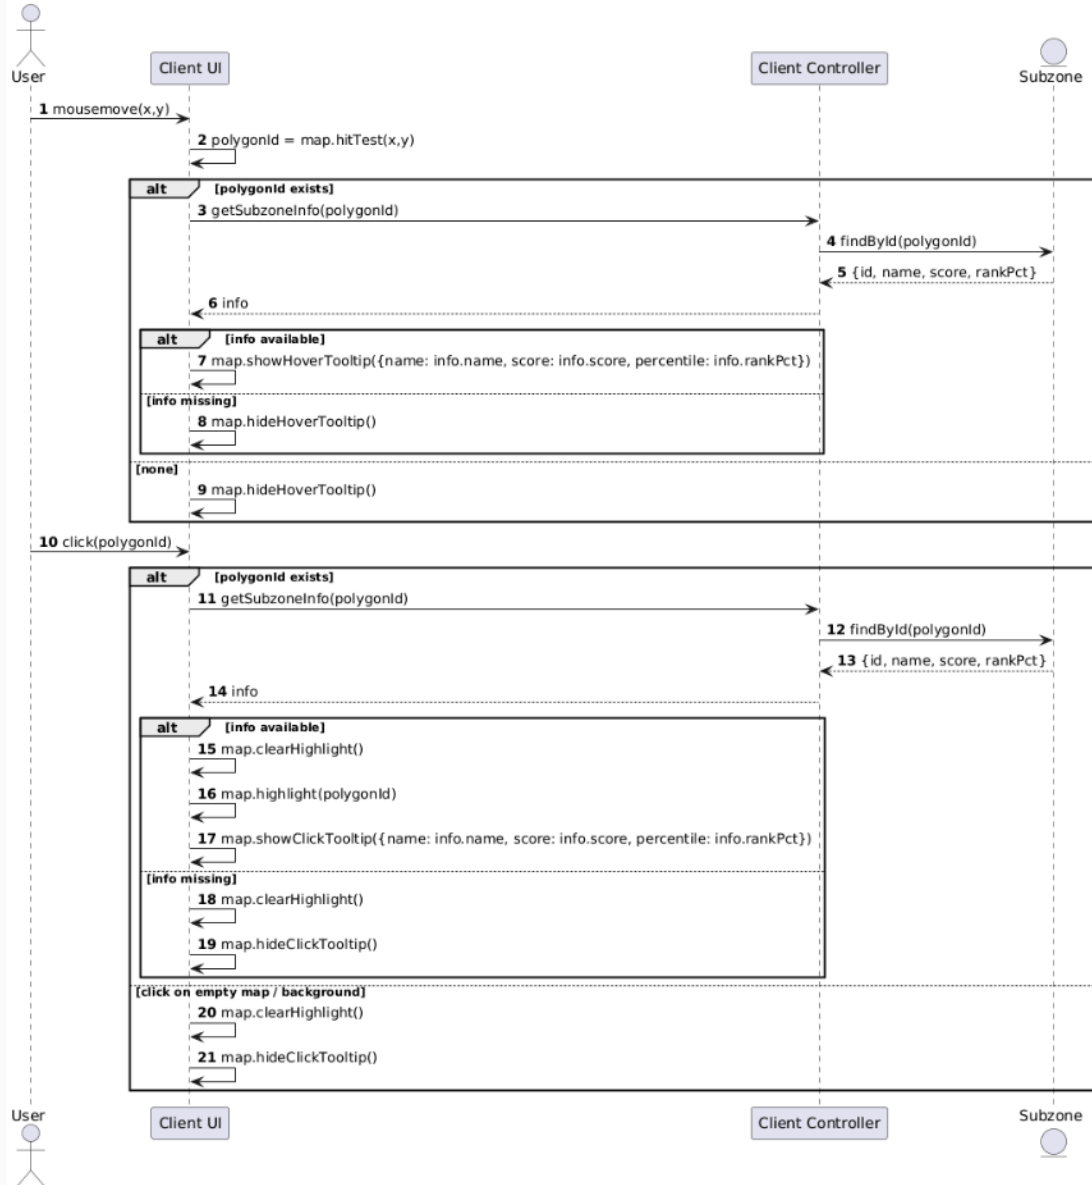 User
Client UI
Client Controller
Subzone
1 mousemove(x,y)
2 polygonId = map.hitTest(x,y)
alt [polygonId exists]
3 getSubzoneInfo(polygonId)
4 findById(polygonId)
5 {id, name, score, rankPct}
6 info
alt [info available]
7 map.showHoverTooltip({name: info.name, score: info.score, percentile: info.rankPct})
[info missing]
8 map.hideHoverTooltip()
[none]
9 map.hideHoverTooltip()
10 click(polygonId)
alt [polygonId exists]
11 getSubzoneInfo(polygonId)
12 findById(polygonId)
13 {id, name, score, rankPct}
14 info
alt [info available]
15 map.clearHighlight()
16 map.highlight(polygonId)
17 map.showClickTooltip({name: info.name, score: info.score, percentile: info.rankPct})
[info missing]
18 map.clearHighlight()
19 map.hideClickTooltip()
[click on empty map / background]
20 map.clearHighlight()
21 map.hideClickTooltip()
User
Client UI
Client Controller
Subzone